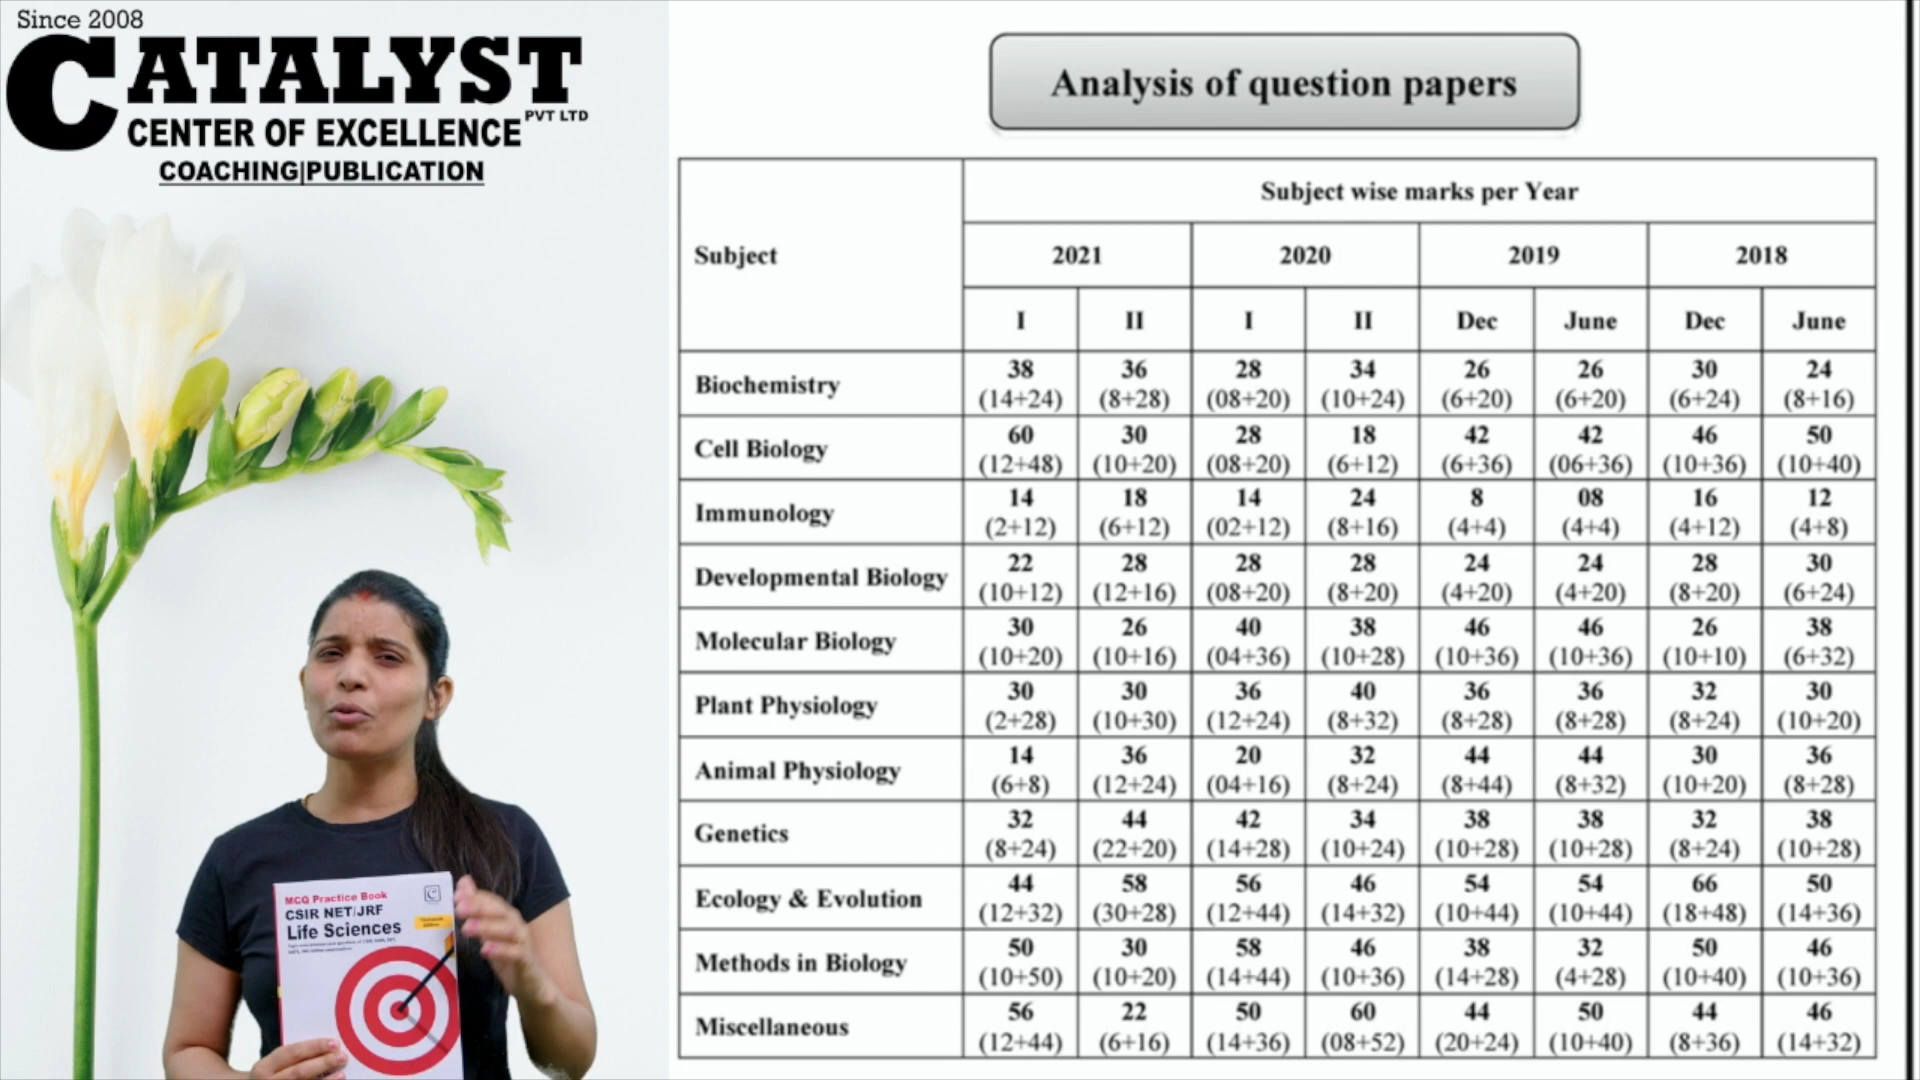 Since 2008
CATALYST
PVT LTD
CENTER OF EXCELLENCE
COACHING|PUBLICATION
Analysis of question papers
Subject
Subject wise marks per Year
2021 2020 2019 2018
I II I II Dec June Dec June
Biochemistry
38 36 28 34 26 26 30 24
(14+24) (8+28) (08+20) (10+24) (6+20) (6+20) (6+24) (8+16)
Cell Biology
60 30 28 18 42 42 46 50
(12+48) (10+20) (08+20) (6+12) (6+36) (06+36) (10+36) (10+40)
Immunology
14 18 14 24 8 08 16 12
(2+12) (6+12) (02+12) (8+16) (4+4) (4+4) (4+12) (4+8)
Developmental Biology
22 28 28 28 24 24 28 30
(10+12) (12+16) (08+20) (8+20) (4+20) (4+20) (8+20) (6+24)
Molecular Biology
30 26 40 38 46 46 26 38
(10+20) (10+16) (04+36) (10+28) (10+36) (10+36) (10+10) (6+32)
Plant Physiology
30 30 36 40 36 36 32 30
(2+28) (10+30) (12+24) (8+32) (8+28) (8+28) (8+24) (10+20)
Animal Physiology
14 36 20 32 44 44 30 36
(6+8) (12+24) (04+16) (8+24) (8+44) (8+32) (10+20) (8+28)
Genetics
32 44 42 34 38 38 32 38
(8+24) (22+20) (14+28) (10+24) (10+28) (10+28) (8+24) (10+28)
Ecology & Evolution
44 58 56 46 54 54 66 50
(12+32) (30+28) (12+44) (14+32) (10+44) (10+44) (18+48) (14+36)
Methods in Biology
50 30 58 46 38 32 50 46
(10+50) (10+20) (14+44) (10+36) (14+28) (4+28) (10+40) (10+36)
Miscellaneous
56 22 50 60 44 50 44 46
(12+44) (6+16) (14+36) (08+52) (20+24) (10+40) (8+36) (14+32)
MCQ Practice Book
CSIR NET/JRF
Life Sciences